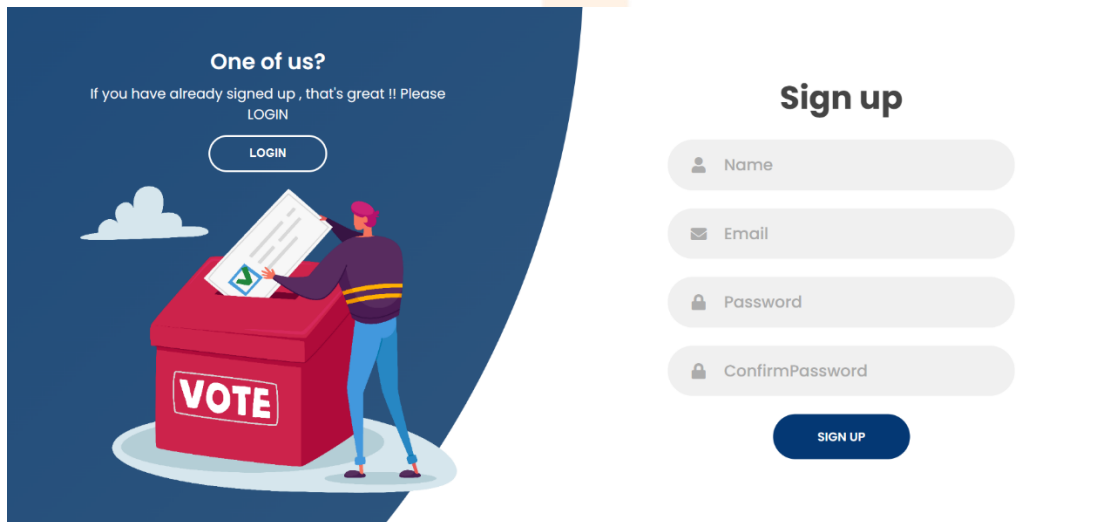 One of us?
If you have already signed up , that's great !! Please
LOGIN
LOGIN
VOTE
Sign up
Name
Email
Password
ConfirmPassword
SIGN UP